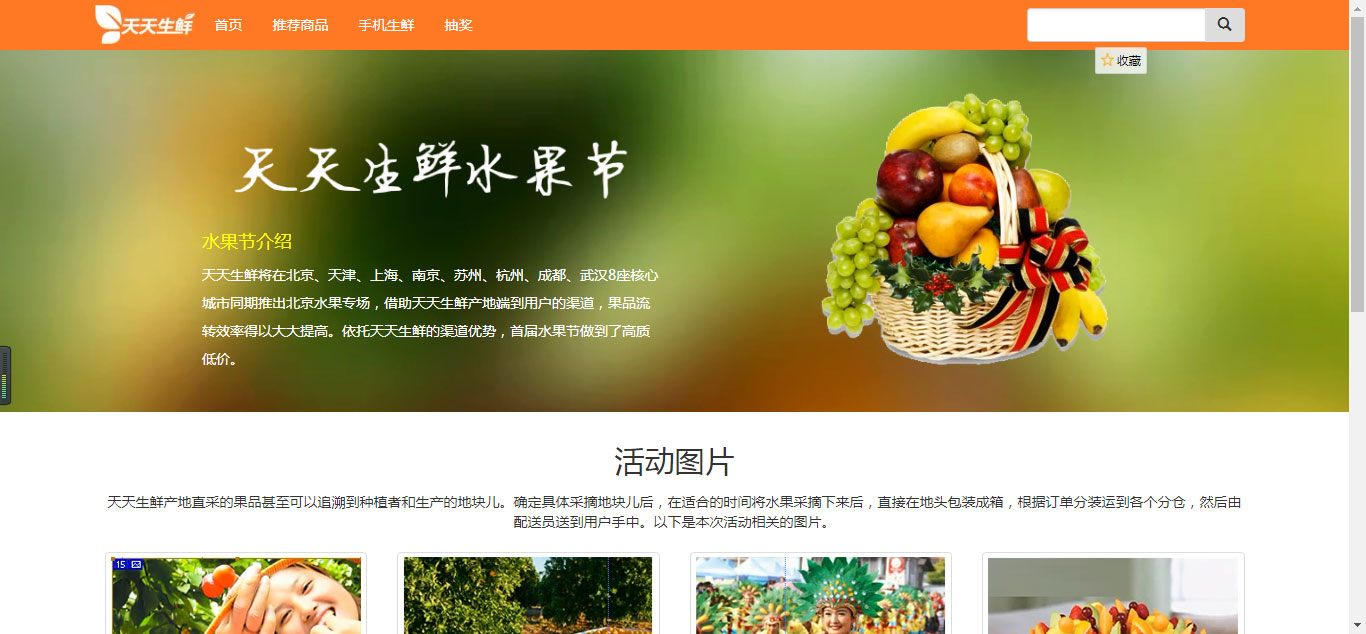 天天生鲜 首页 推荐商品 手机生鲜 抽奖
收藏
天天生鲜水果节
水果节介绍
天天生鲜将在北京、天津、上海、南京、苏州、杭州、成都、武汉8座核心
城市同期推出北京水果专场，借助天天生鲜产地端到用户的渠道，果品流
转效率得以大大提高。依托天天生鲜的渠道优势，首届水果节做到了高质
低价。
活动图片
天天生鲜产地直采的果品甚至可以追溯到种植者和生产的地块儿。确定具体采摘地块儿后，在适合的时间将水果采摘下来后，直接在地头包装成箱，根据订单分装运到各个分仓，然后由
配送员送到用户手中。以下是本次活动相关的图片。
15